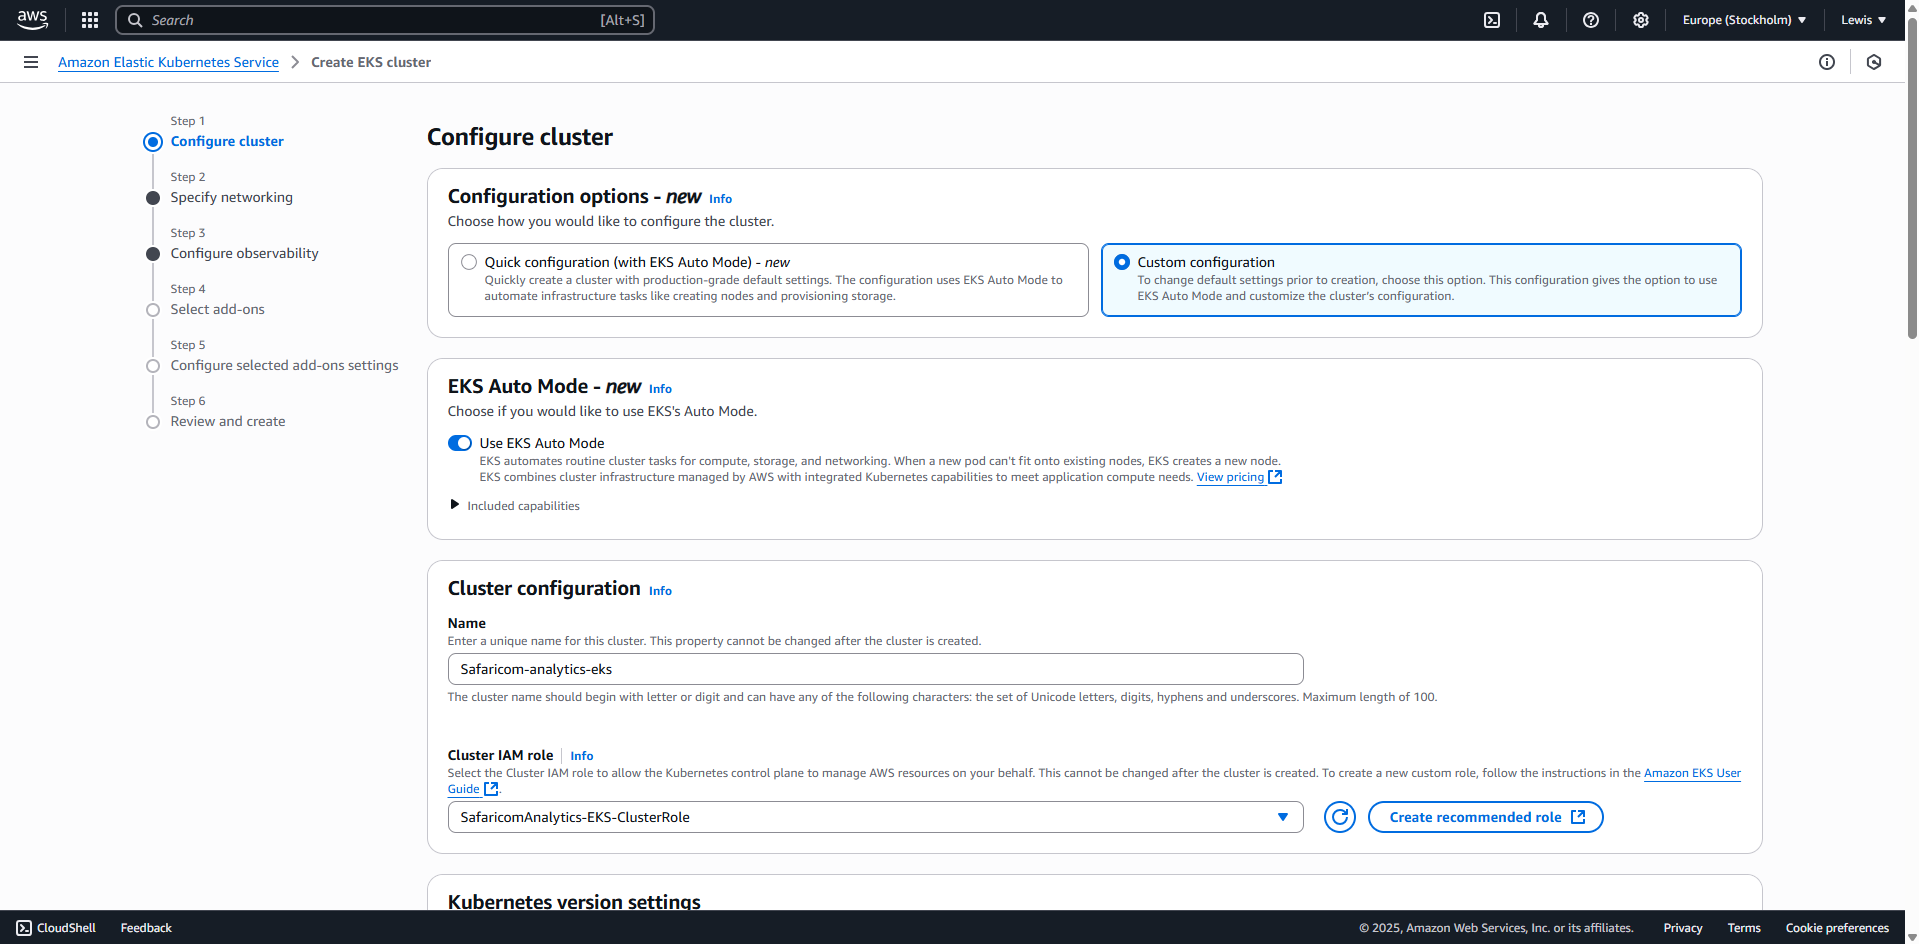 aws
Search [Alt+S]
Europe (Stockholm)
Lewis
Amazon Elastic Kubernetes Service
Create EKS cluster
Step 1
Configure cluster
Step 2
Specify networking
Step 3
Configure observability
Step 4
Select add-ons
Step 5
Configure selected add-ons settings
Step 6
Review and create
Configure cluster
Configuration options - new Info
Choose how you would like to configure the cluster.
Quick configuration (with EKS Auto Mode) - new
Quickly create a cluster with production-grade default settings. The configuration uses EKS Auto Mode to
automate infrastructure tasks like creating nodes and provisioning storage.
Custom configuration
To change default settings prior to creation, choose this option. This configuration gives the option to use
EKS Auto Mode and customize the cluster's configuration.
EKS Auto Mode - new Info
Choose if you would like to use EKS's Auto Mode.
Use EKS Auto Mode
EKS automates routine cluster tasks for compute, storage, and networking. When a new pod can't fit onto existing nodes, EKS creates a new node.
EKS combines cluster infrastructure managed by AWS with integrated Kubernetes capabilities to meet application compute needs. View pricing
Included capabilities
Cluster configuration Info
Name
Enter a unique name for this cluster. This property cannot be changed after the cluster is created.
Safaricom-analytics-eks
The cluster name should begin with letter or digit and can have any of the following characters: the set of Unicode letters, digits, hyphens and underscores. Maximum length of 100.
Cluster IAM role Info
Select the Cluster IAM role to allow the Kubernetes control plane to manage AWS resources on your behalf. This cannot be changed after the cluster is created. To create a new custom role, follow the instructions in the Amazon EKS User
Guide.
SafaricomAnalytics-EKS-ClusterRole
Create recommended role
Kubernetes version settings
CloudShell
Feedback
© 2025, Amazon Web Services, Inc. or its affiliates.
Privacy
Terms
Cookie preferences